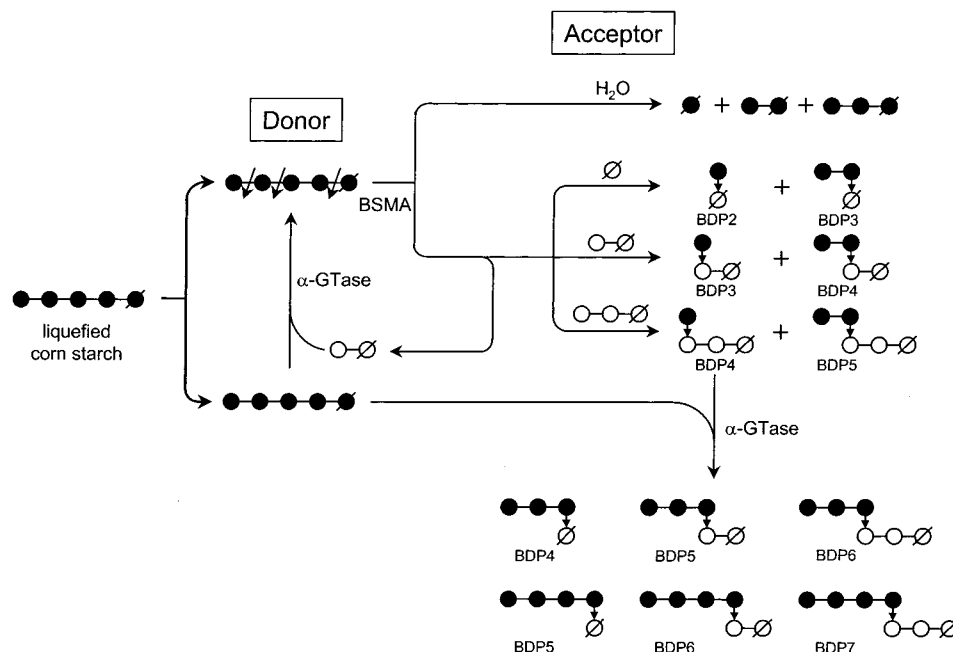 Acceptor
H₂O
+
+
Donor
BSMA
+
BDP2
BDP3
α-GTase
+
BDP3
BDP4
liquefied
corn starch
+
BDP4
BDP5
α-GTase
BDP4
BDP5
BDP6
BDP5
BDP6
BDP7